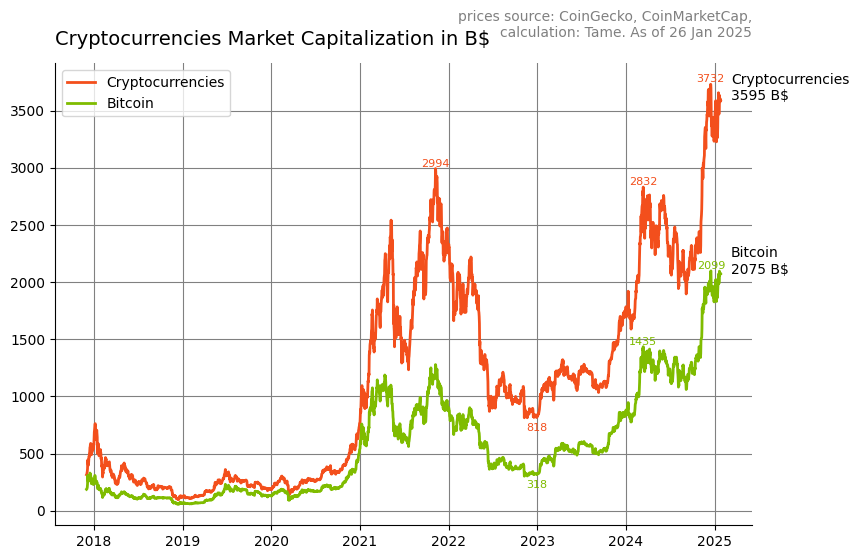 prices source: CoinGecko, CoinMarketCap,
calculation: Tame. As of 26 Jan 2025
Cryptocurrencies Market Capitalization in B$
Cryptocurrencies
Bitcoin
3732
Cryptocurrencies
3595 B$
2994
2832
Bitcoin
2075 B$
2099
1435
818
318
3500
3000
2500
2000
1500
1000
500
0
2018 2019 2020 2021 2022 2023 2024 2025